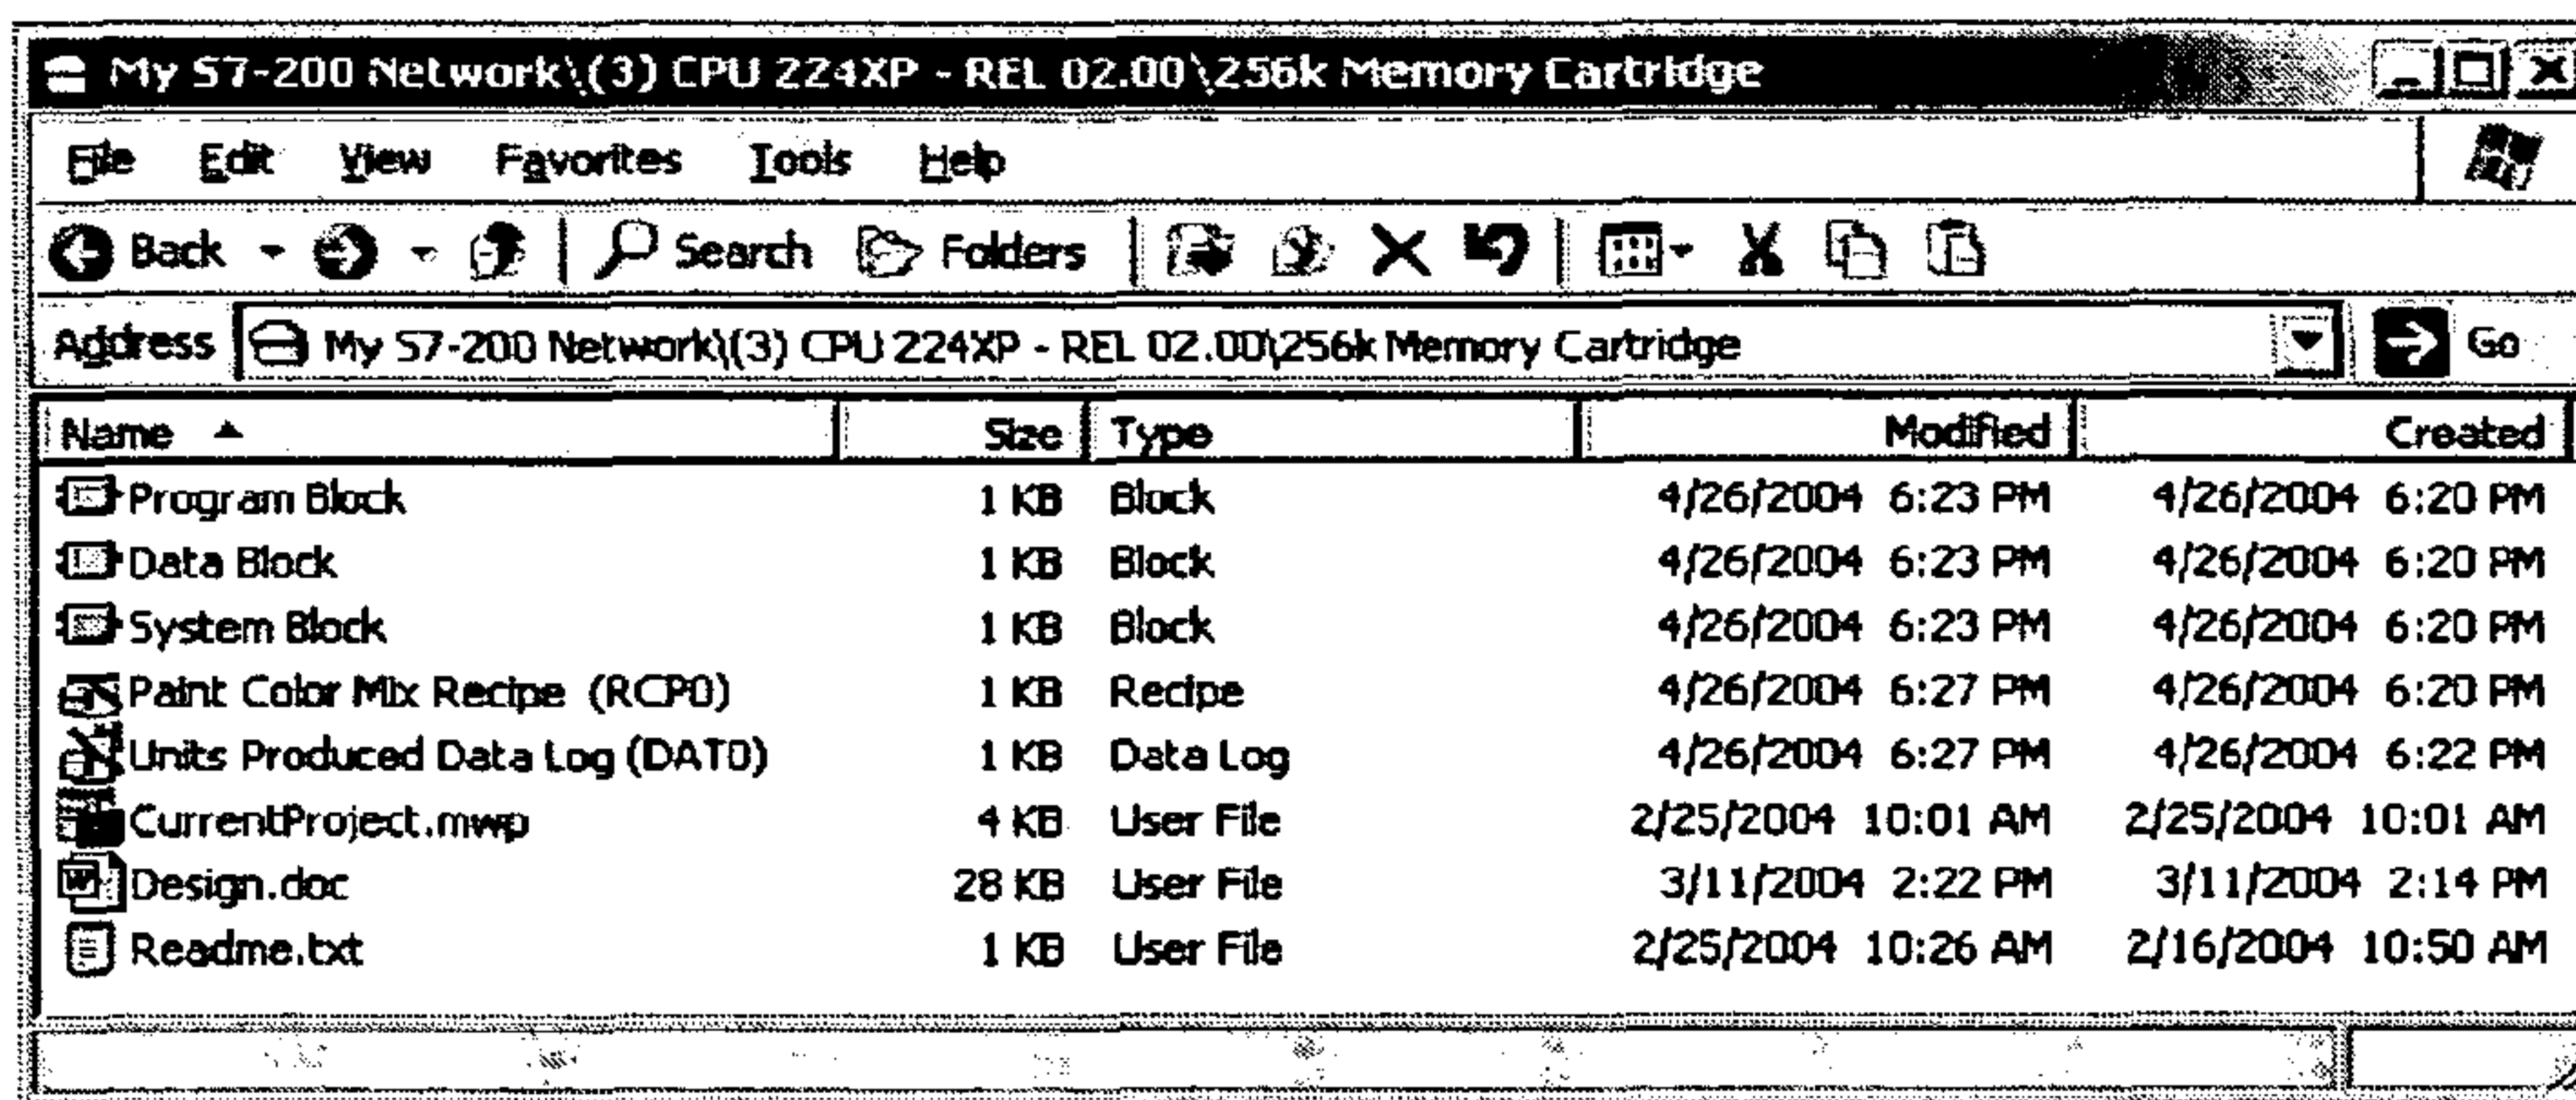 My S7-200 Network\(3) CPU 224XP - REL 02.00\256k Memory Cartridge
File Edit View Favorites Tools Help
Back Search Folders
Address My S7-200 Network\(3) CPU 224XP - REL 02.00\256k Memory Cartridge Go
Name Size Type Modified Created
Program Block 1 KB Block 4/26/2004 6:23 PM 4/26/2004 6:20 PM
Data Block 1 KB Block 4/26/2004 6:23 PM 4/26/2004 6:20 PM
System Block 1 KB Block 4/26/2004 6:23 PM 4/26/2004 6:20 PM
Paint Color Mix Recipe (RCP0) 1 KB Recipe 4/26/2004 6:27 PM 4/26/2004 6:20 PM
Units Produced Data Log (DAT0) 1 KB Data Log 4/26/2004 6:27 PM 4/26/2004 6:22 PM
CurrentProject.mwp 4 KB User File 2/25/2004 10:01 AM 2/25/2004 10:01 AM
Design.doc 28 KB User File 3/11/2004 2:22 PM 3/11/2004 2:14 PM
Readme.txt 1 KB User File 2/25/2004 10:26 AM 2/16/2004 10:50 AM